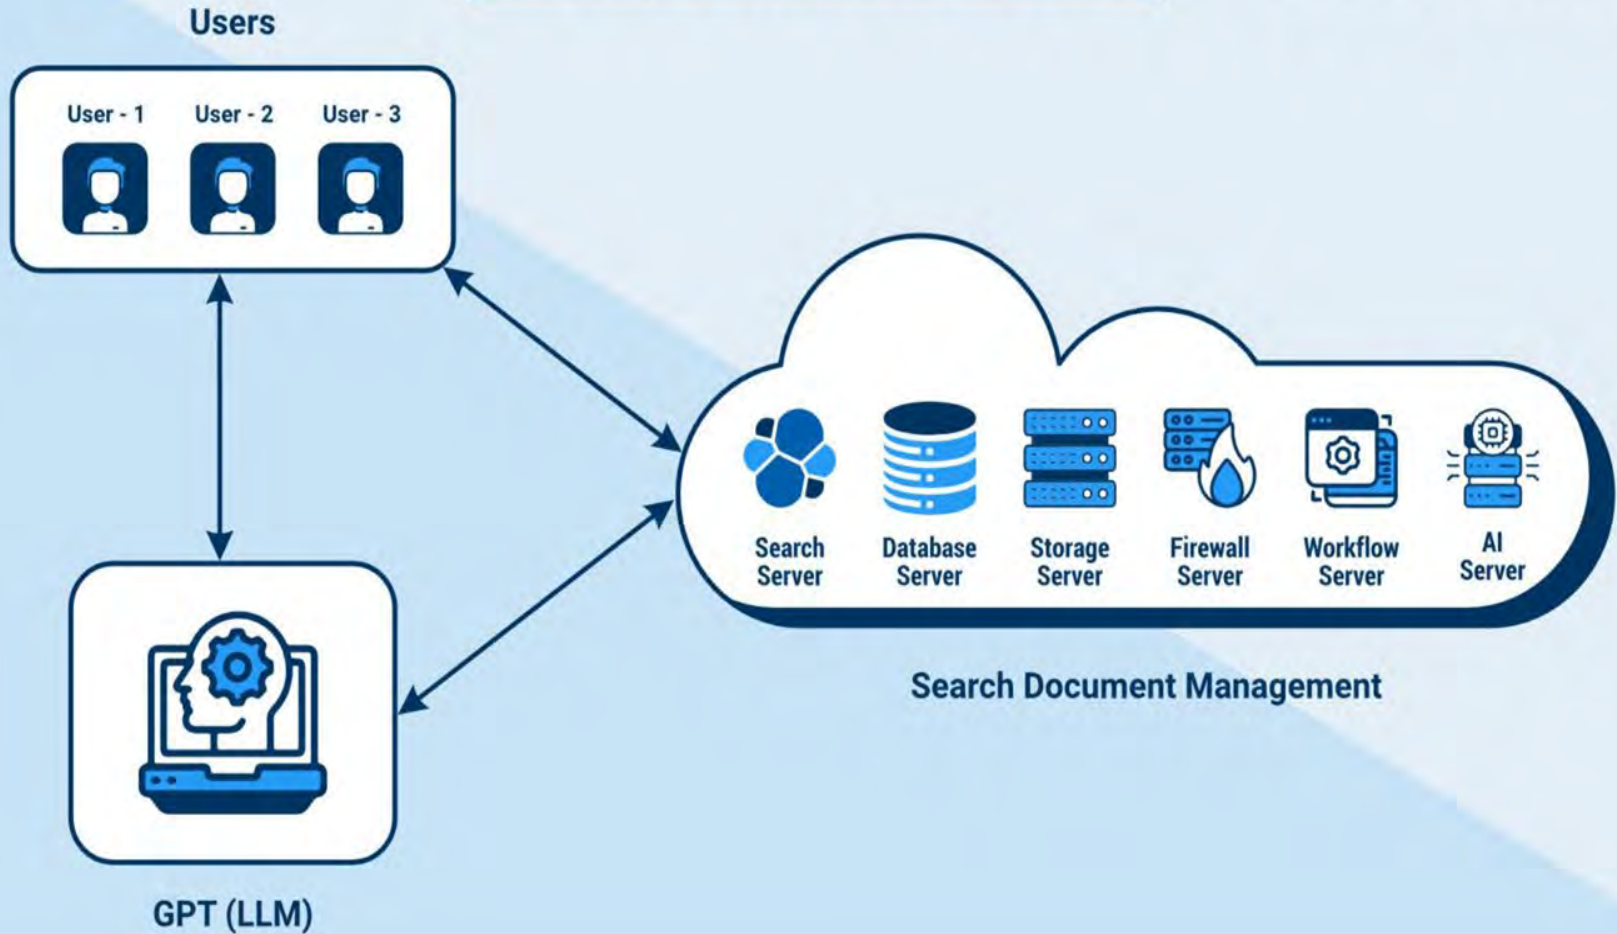 Users
User - 1
User - 2
User - 3
Search
Server
Database
Server
Storage
Server
Firewall
Server
Workflow
Server
AI
Server
Search Document Management
GPT (LLM)